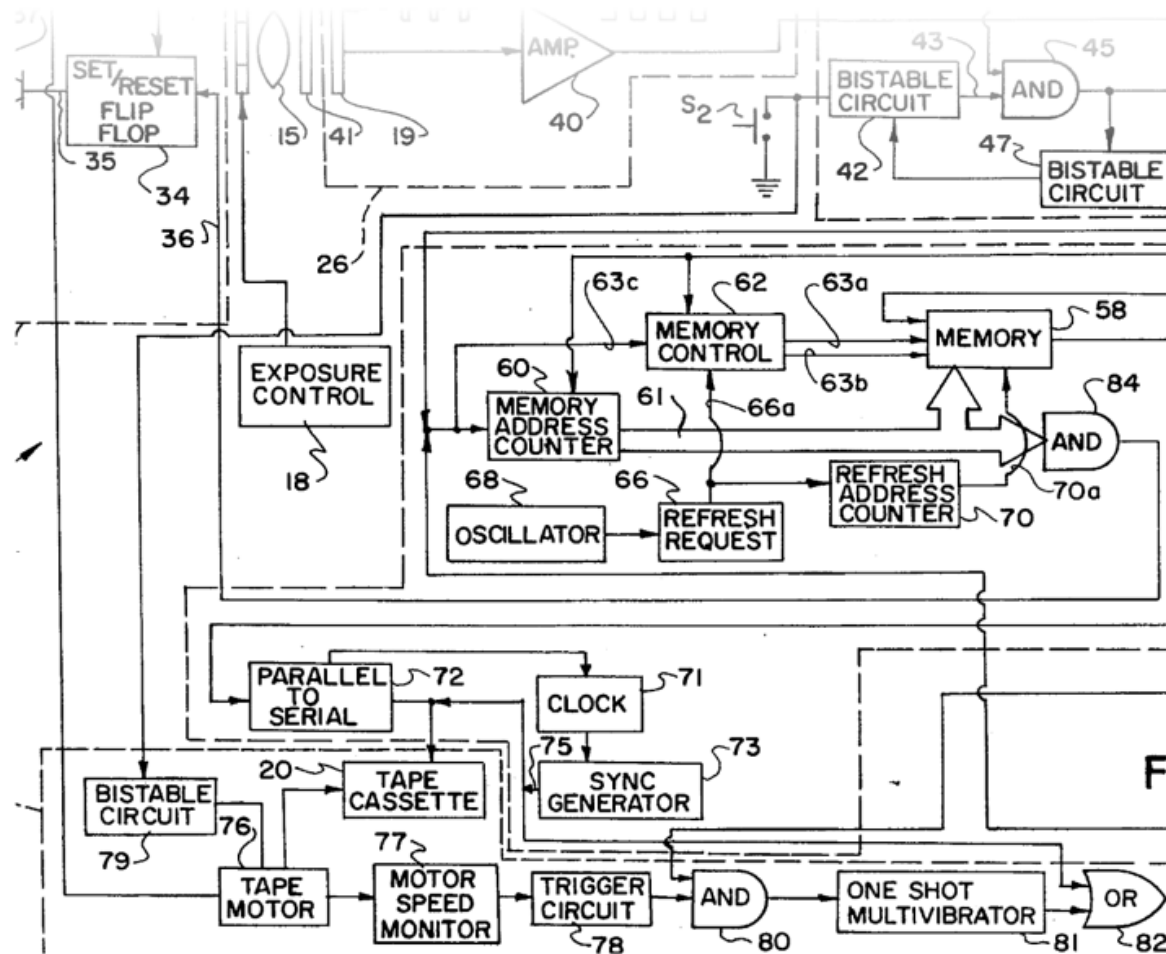 37
SET/RESET
FLIP
FLOP
35
34
36
15
41
19
AMP.
40
26
S2
BISTABLE
CIRCUIT
42
43
AND
45
47
BISTABLE
CIRCUIT
EXPOSURE
CONTROL
18
63c
62
MEMORY
CONTROL
63a
63b
MEMORY
58
60
MEMORY
ADDRESS
COUNTER
61
66a
84
AND
68
OSCILLATOR
66
REFRESH
REQUEST
REFRESH
ADDRESS
COUNTER
70
70a
PARALLEL
TO
SERIAL
72
CLOCK
71
75
73
SYNC
GENERATOR
20
TAPE
CASSETTE
F
BISTABLE
CIRCUIT
79
76
TAPE
MOTOR
77
MOTOR
SPEED
MONITOR
TRIGGER
CIRCUIT
78
AND
80
ONE SHOT
MULTIVIBRATOR
81
OR
82